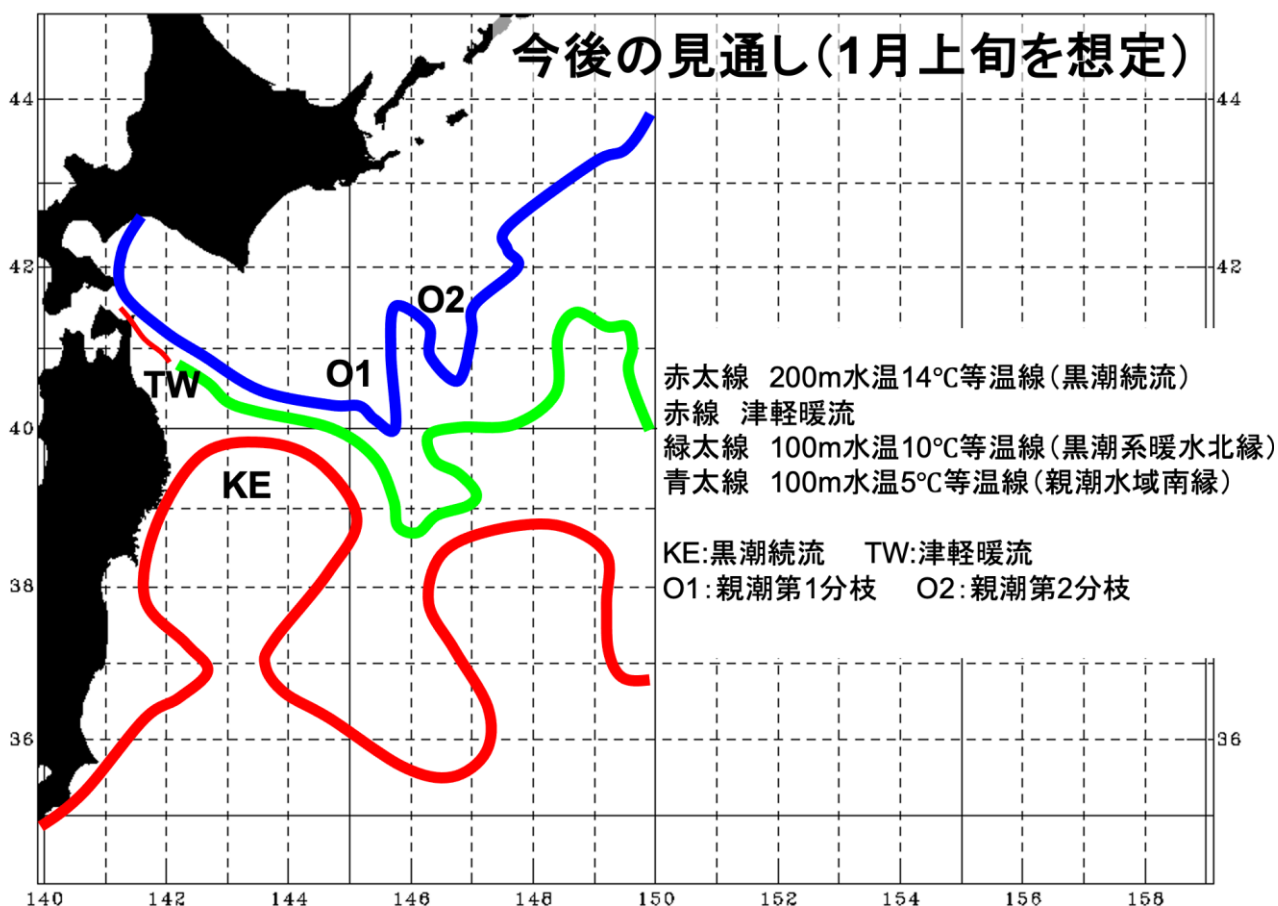 今後の見通し(1月上旬を想定)
44
44
42
42
O2
O1
TW
40
KE
38
36
36
赤太線 200m水温14℃等温線(黒潮続流)
赤線 津軽暖流
緑太線 100m水温10℃等温線(黒潮系暖水北縁)
青太線 100m水温5℃等温線(親潮水域南縁)
KE:黒潮続流 TW:津軽暖流
O1:親潮第1分枝 O2:親潮第2分枝
140 142 144 146 148 150 152 154 156 158